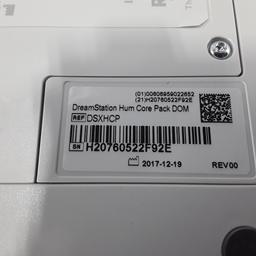 (01)00606959022652
(21)H20760522F92E
DreamStation Hum Core Pack DOM
REF DSXHCP
SN H20760522F92E
2017-12-19 REV00